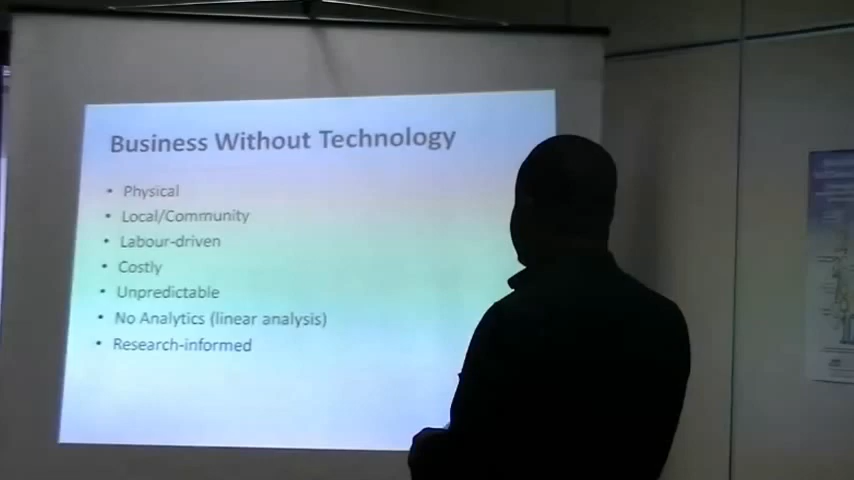 Business Without Technology
• Physical
• Local/Community
• Labour-driven
• Costly
• Unpredictable
• No Analytics (linear analysis)
• Research-informed